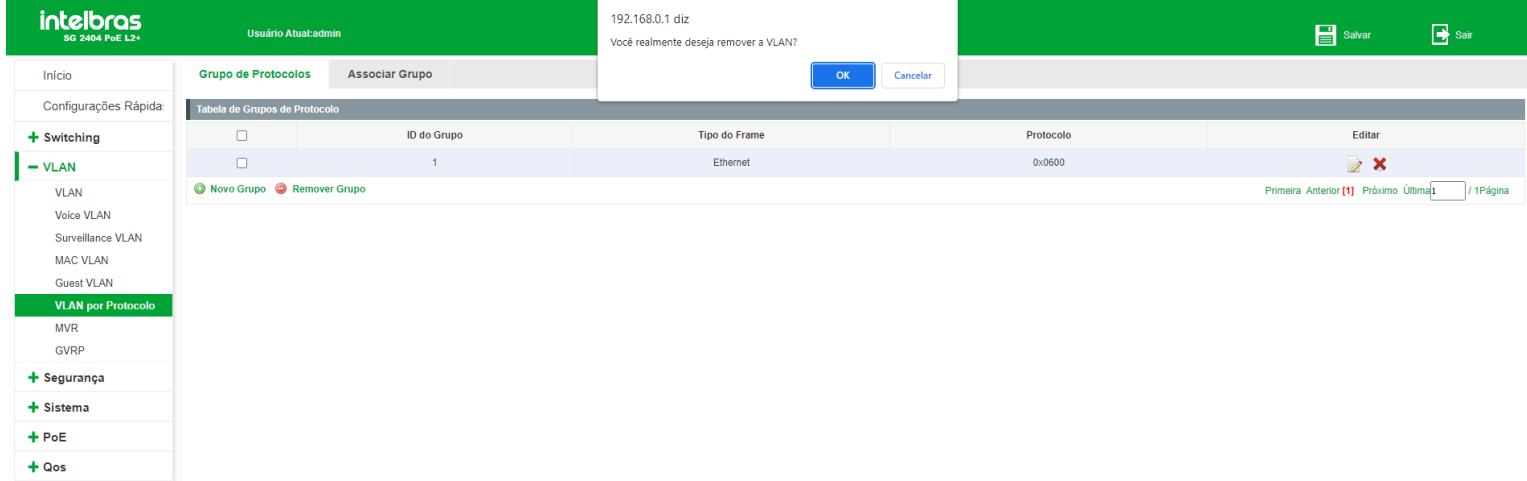 intelbras
SG 2404 PoE L2+
Usuário Atual:admin
192.168.0.1 diz
Você realmente deseja remover a VLAN?
OK Cancelar
Salvar
Sair
Início
Configurações Rápida
Switching
VLAN
VLAN
Voice VLAN
Surveillance VLAN
MAC VLAN
Guest VLAN
VLAN por Protocolo
MVR
GVRP
Segurança
Sistema
PoE
Qos
Grupo de Protocolos Associar Grupo
Tabela de Grupos de Protocolo
ID do Grupo Tipo do Frame Protocolo Editar
1 Ethernet 0x0600
Novo Grupo Remover Grupo
Primeira Anterior [1] Próximo Última 1 / 1Página